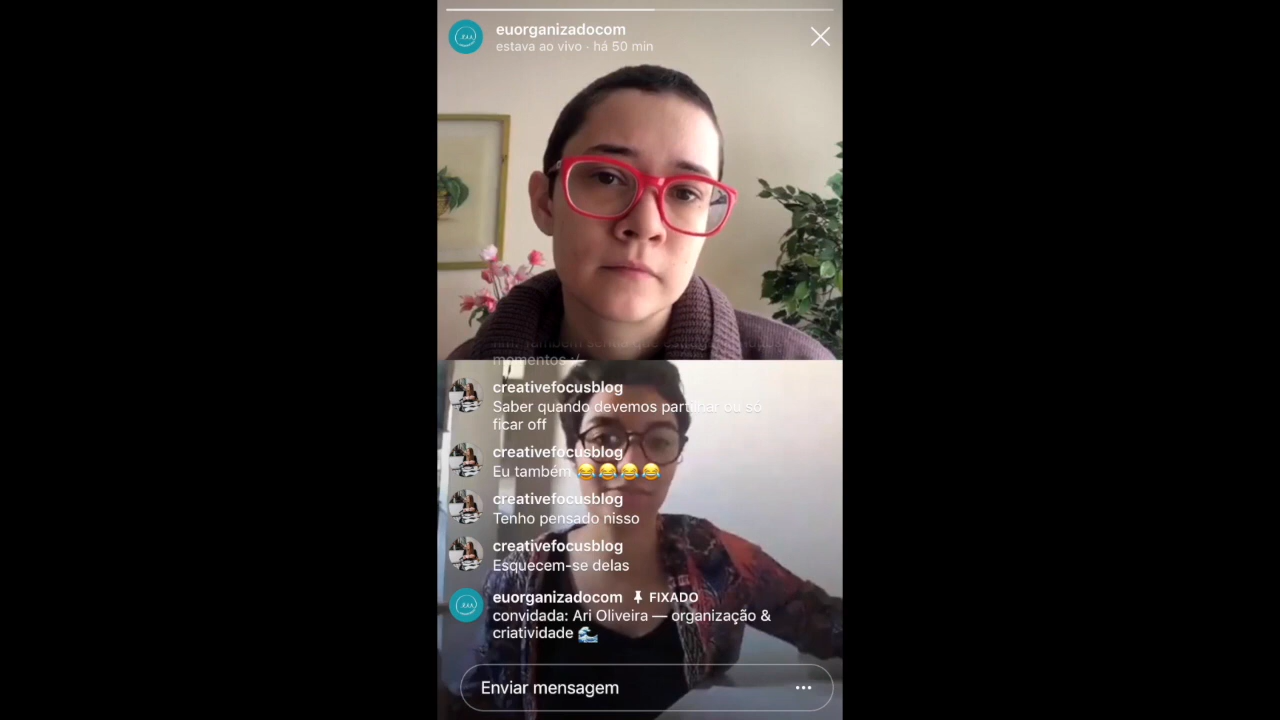 euorganizadocom
estava ao vivo · há 50 min
momentos :/
creativefocusblog
Saber quando devemos partilhar ou só
ficar off
creativefocusblog
Eu também 😂😂😂😂
creativefocusblog
Tenho pensado nisso
creativefocusblog
Esquecem-se delas
euorganizadocom FIXADO
convidada: Ari Oliveira — organização &
criatividade 🌊
Enviar mensagem